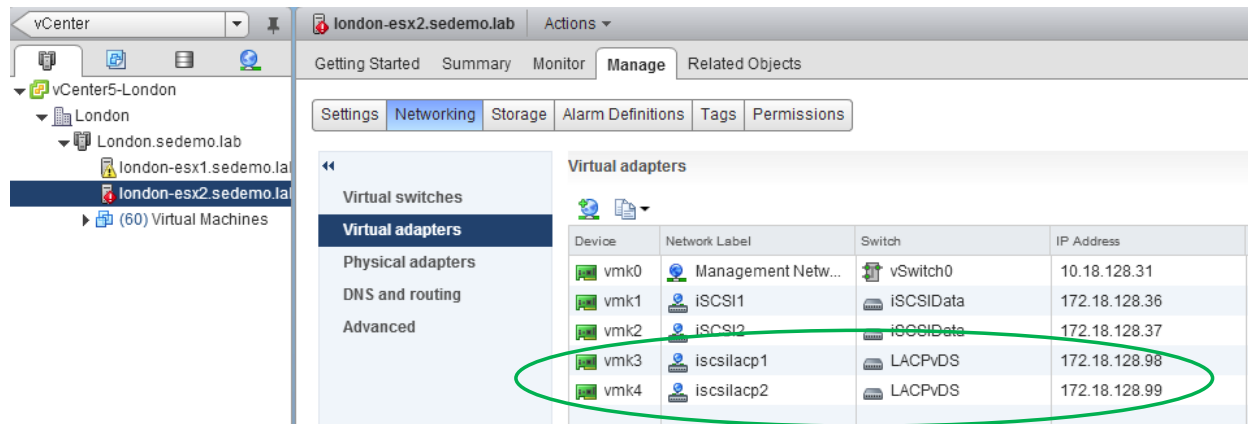 vCenter
london-esx2.sedemo.lab Actions
Getting Started Summary Monitor Manage Related Objects
vCenter5-London
London
London.sedemo.lab
london-esx1.sedemo.la
london-esx2.sedemo.la
(60) Virtual Machines
Settings Networking Storage Alarm Definitions Tags Permissions
Virtual switches
Virtual adapters
Physical adapters
DNS and routing
Advanced
Virtual adapters
Device Network Label Switch IP Address
vmk0 Management Netw... vSwitch0 10.18.128.31
vmk1 iSCSI1 iSCSIData 172.18.128.36
vmk2 iSCSI2 iSCSIData 172.18.128.37
vmk3 iscsilacp1 LACPvDS 172.18.128.98
vmk4 iscsilacp2 LACPvDS 172.18.128.99